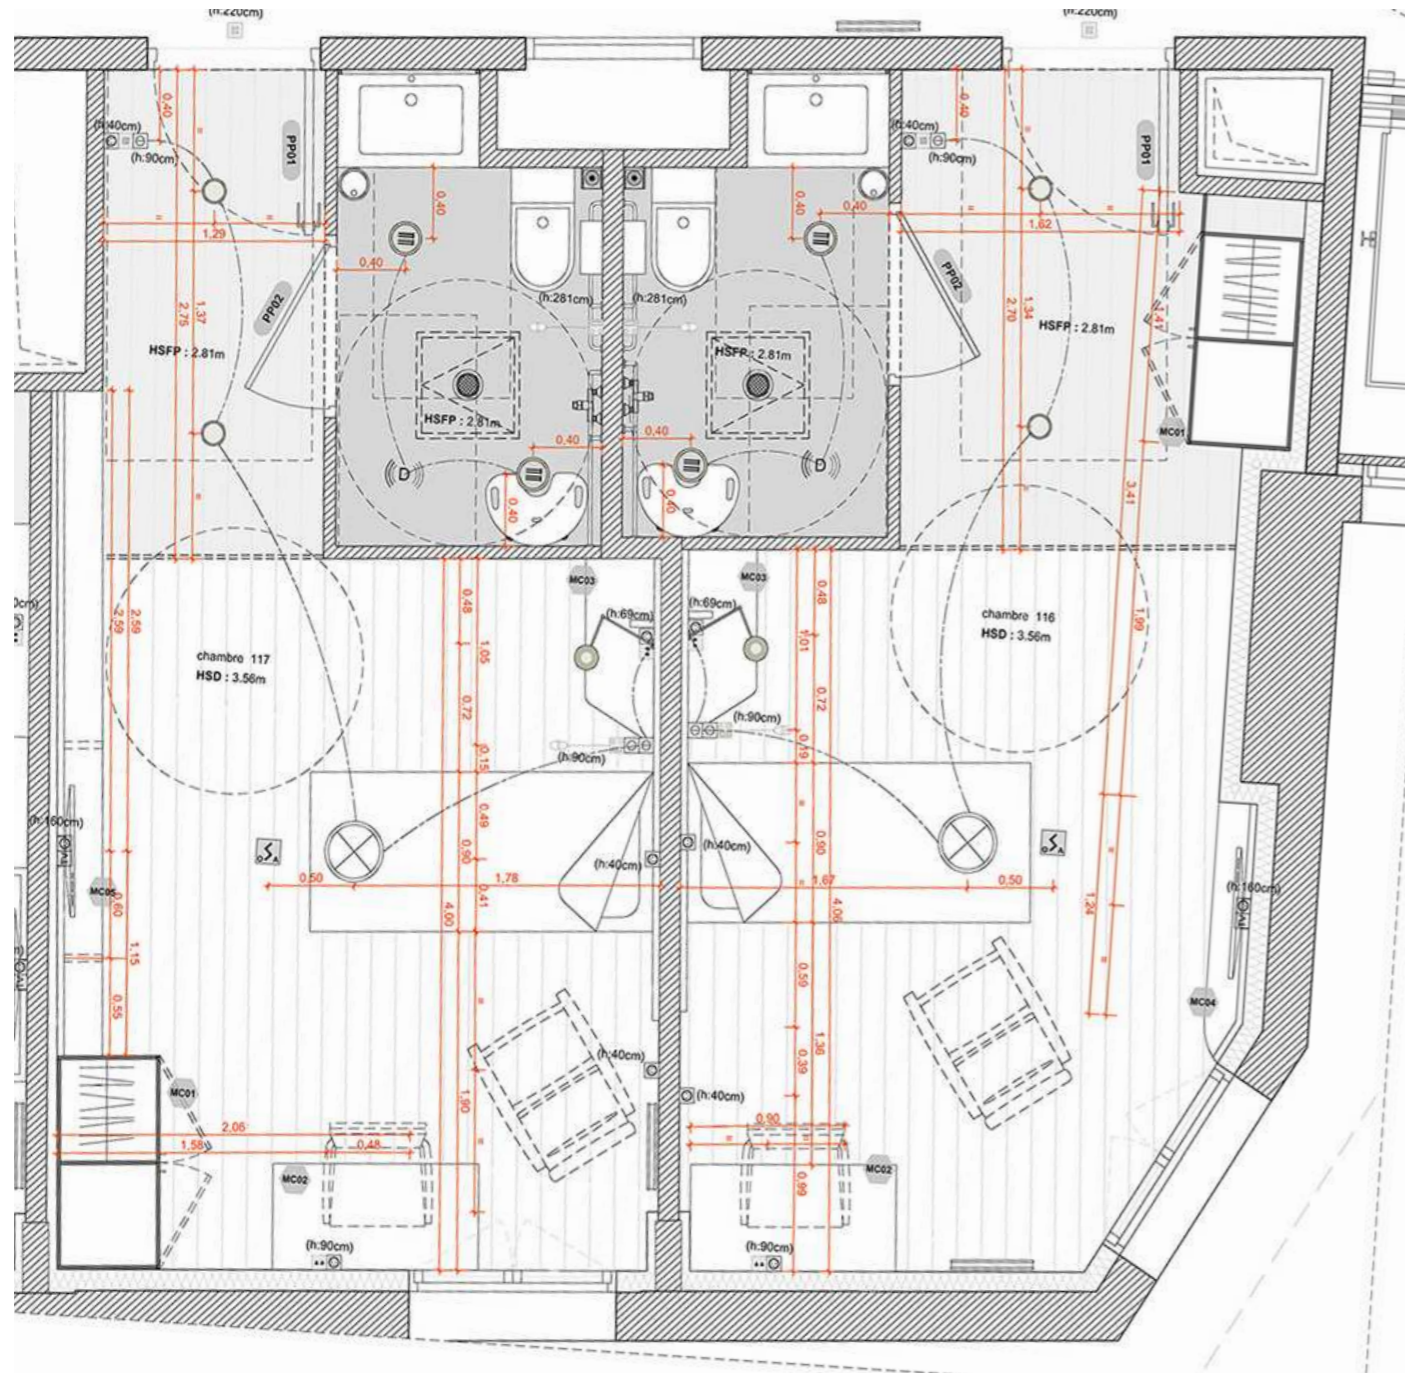 (h:220cm)
(h:220cm)
0,40
(h:40cm)
(h:90cm)
PP01
=
=
=
1,29
0,40
0,40
PP02
2,75
1,37
HSFP : 2.81m
=
(h:281cm)
HSFP : 2.81m
0,40
D
0,40
0,40
0,40
(h:281cm)
HSFP : 2.81m
0,40
0,40
D
(h:40cm)
(h:90cm)
0,40
PP01
=
=
=
1,62
PP02
2,70
1,34
HSFP : 2.81m
1,41
MC01
=
3,41
1,99
2,59
2,59
chambre 117
HSD : 3.56m
0,48
1,05
0,72
0,15
0,49
0,90
0,41
4,00
MC03
(h:69cm)
(h:90cm)
(h:40cm)
MC03
(h:69cm)
(h:90cm)
(h:40cm)
0,48
1,01
0,72
0,19
=
0,90
=
4,06
chambre 116
HSD : 3.56m
(h:160cm)
MC05
0,60
1,15
0,55
0,50
1,78
1,67
0,50
=
1,24
=
(h:160cm)
MC04
=
1,90
=
(h:40cm)
0,59
1,36
0,39
(h:40cm)
0,90
=
=
0,99
MC01
2,06
1,58
0,48
MC02
(h:90cm)
MC02
(h:90cm)